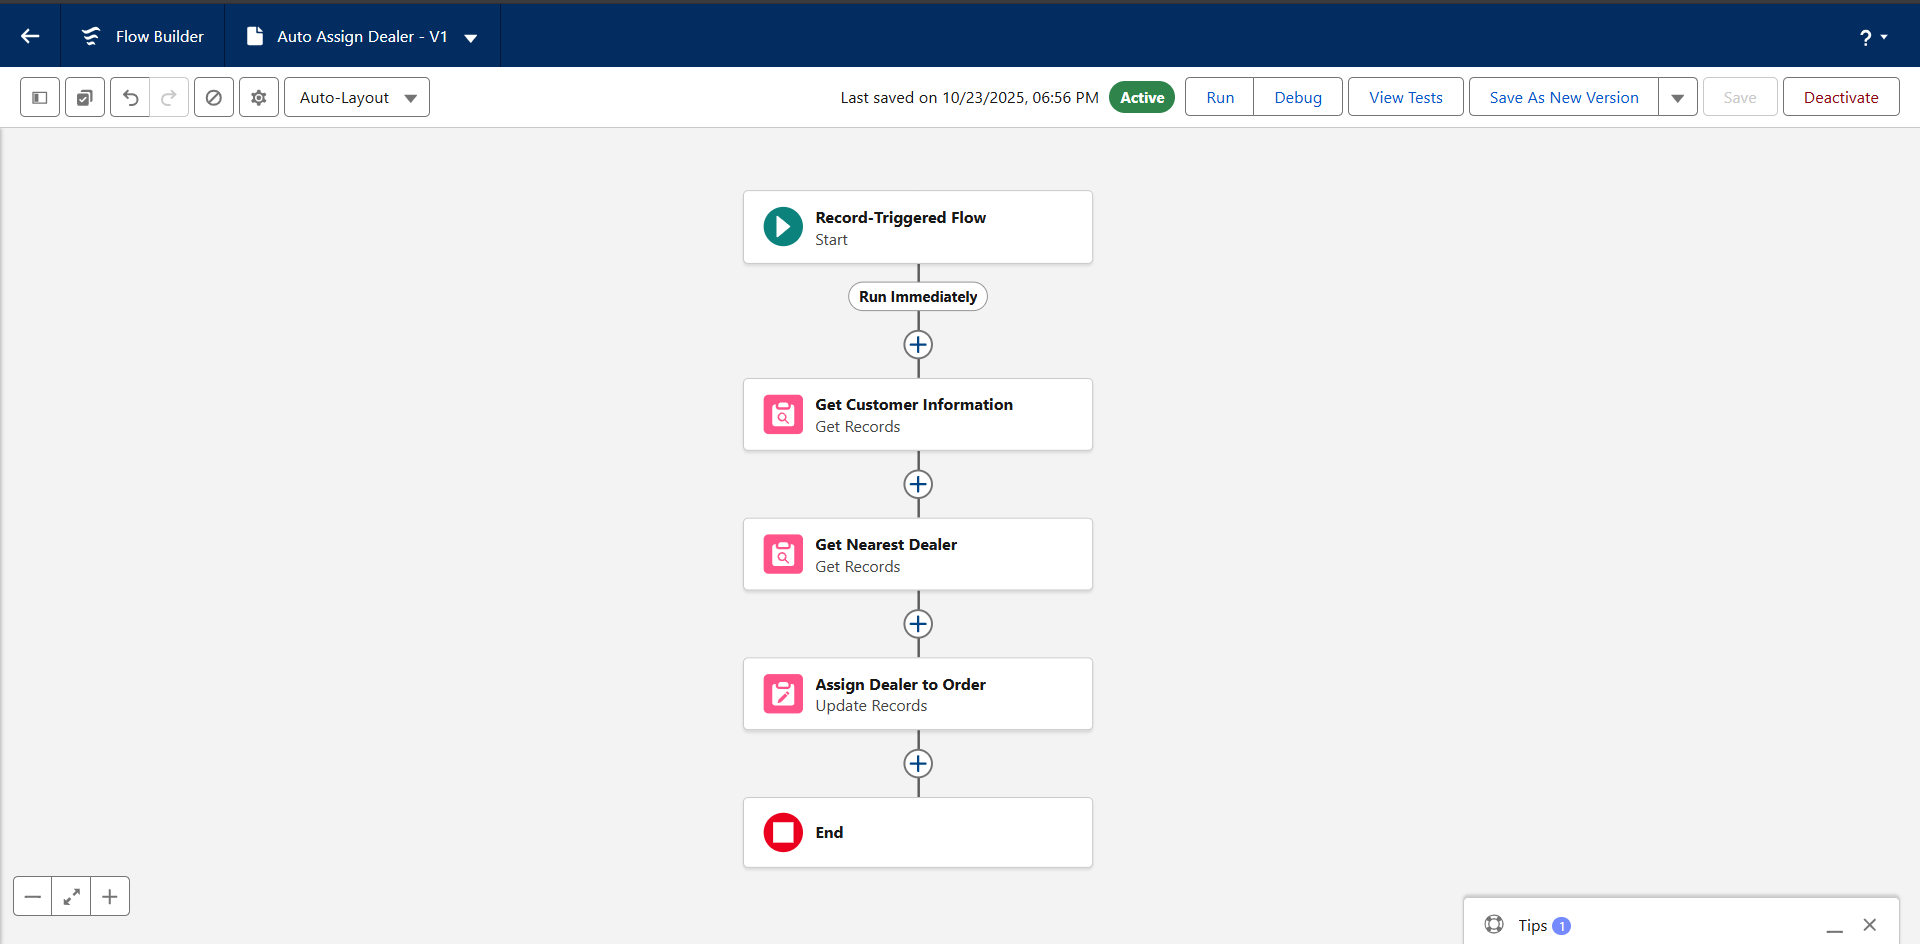 Flow Builder
Auto Assign Dealer - V1
?
Auto-Layout
Last saved on 10/23/2025, 06:56 PM
Active
Run
Debug
View Tests
Save As New Version
Save
Deactivate
Record-Triggered Flow
Start
Run Immediately
Get Customer Information
Get Records
Get Nearest Dealer
Get Records
Assign Dealer to Order
Update Records
End
Tips 1